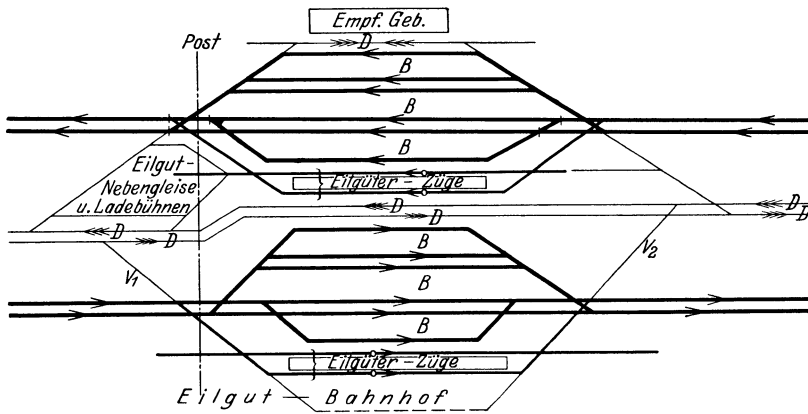 Empf. Geb.
Post
D
B
B
B
Eilgut-
Nebengleise
u. Ladebühnen
Eilgüter-Züge
D
D
D
D
D
D
B
V1
V2
B
B
Eilgüter-Züge
Eilgut — Bahnhof